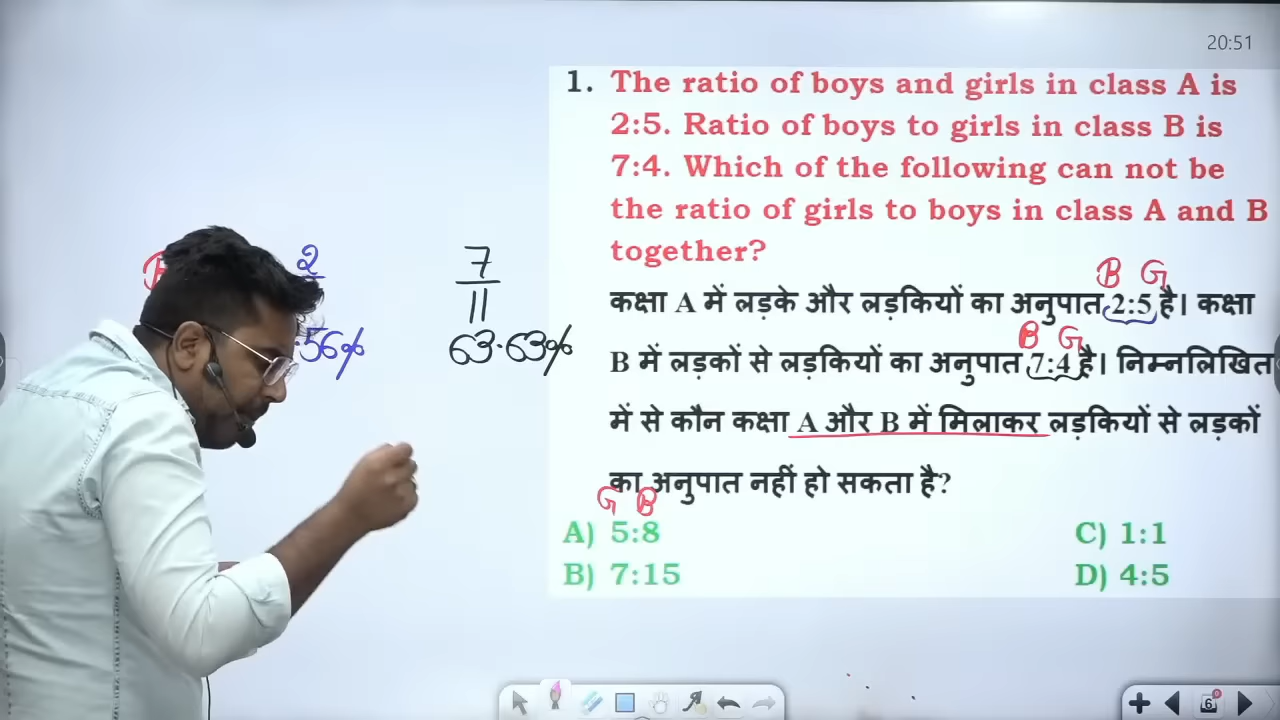 20:51
1. The ratio of boys and girls in class A is
2:5. Ratio of boys to girls in class B is
7:4. Which of the following can not be
the ratio of girls to boys in class A and B
together?
B G
कक्षा A में लड़के और लड़कियों का अनुपात 2:5 है। कक्षा
B G
B में लड़कों से लड़कियों का अनुपात 7:4 है। निम्नलिखित
में से कौन कक्षा A और B में मिलाकर लड़कियों से लड़कों
का अनुपात नहीं हो सकता है?
G B
A) 5:8
C) 1:1
B) 7:15
D) 4:5
2
.56%
7
11
63.63%
6